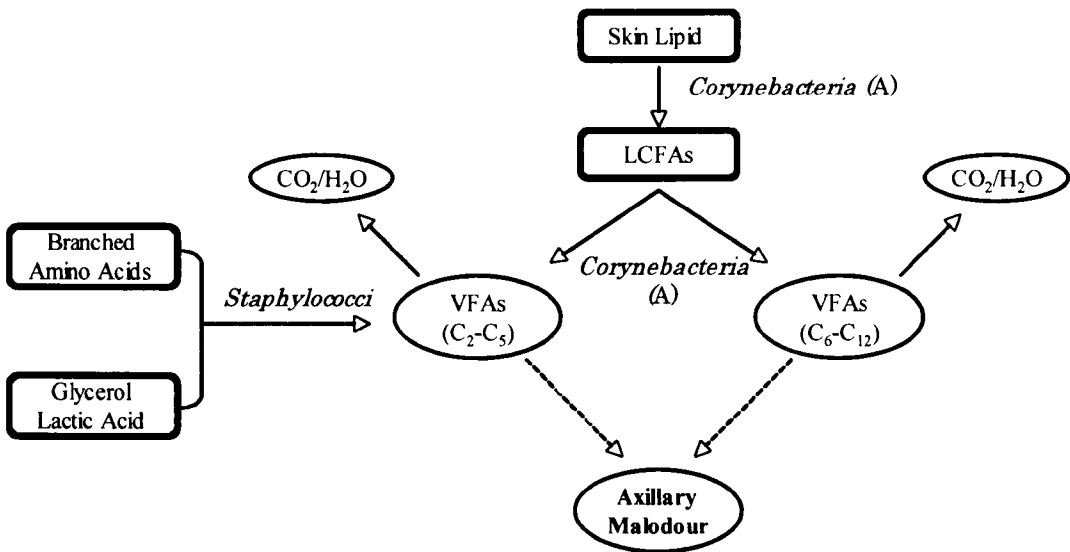 Skin Lipid
Corynebacteria (A)
LCFAs
CO₂/H₂O
CO₂/H₂O
Branched
Amino Acids
Staphylococci
Corynebacteria
(A)
VFAs
(C₂-C₅)
VFAs
(C₆-C₁₂)
Glycerol
Lactic Acid
Axillary
Malodour